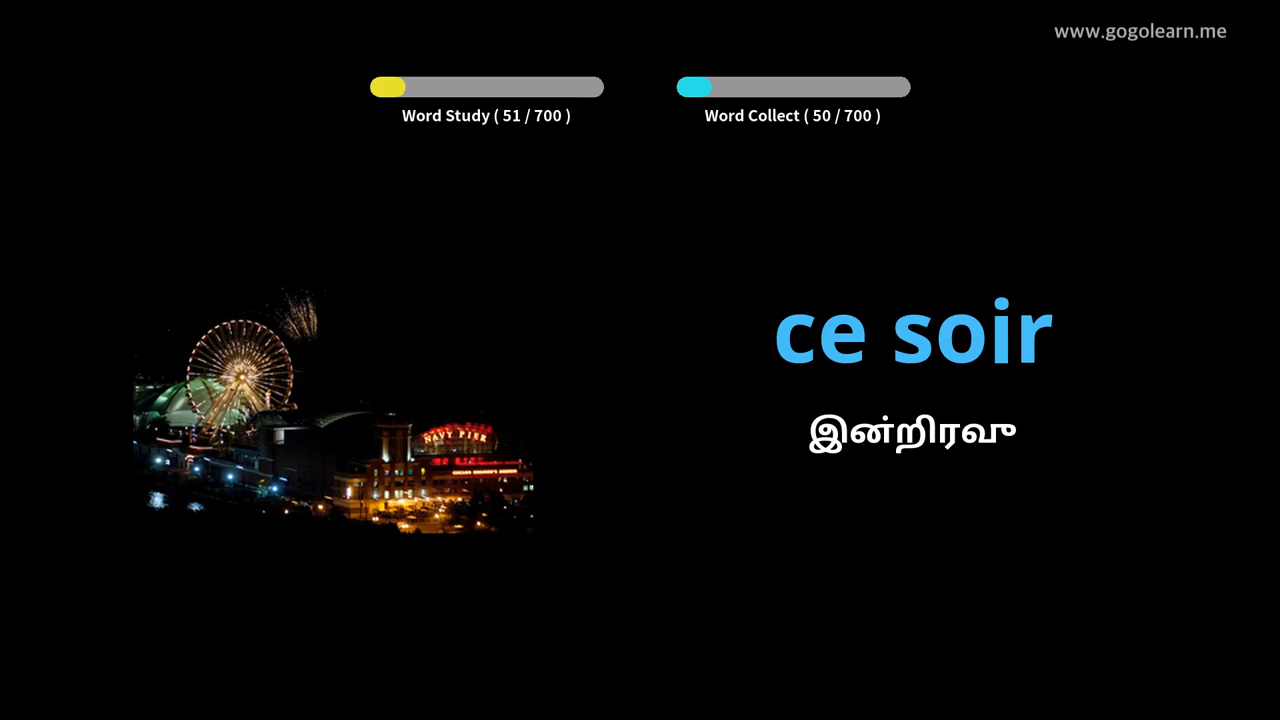 www.gogolearn.me
Word Study ( 51 / 700 )
Word Collect ( 50 / 700 )
ce soir
இன்றிரவு
NAVY PIER